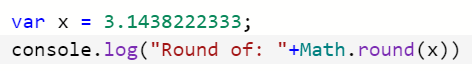 var x = 3.1438222333;
console.log("Round of: "+Math.round(x))